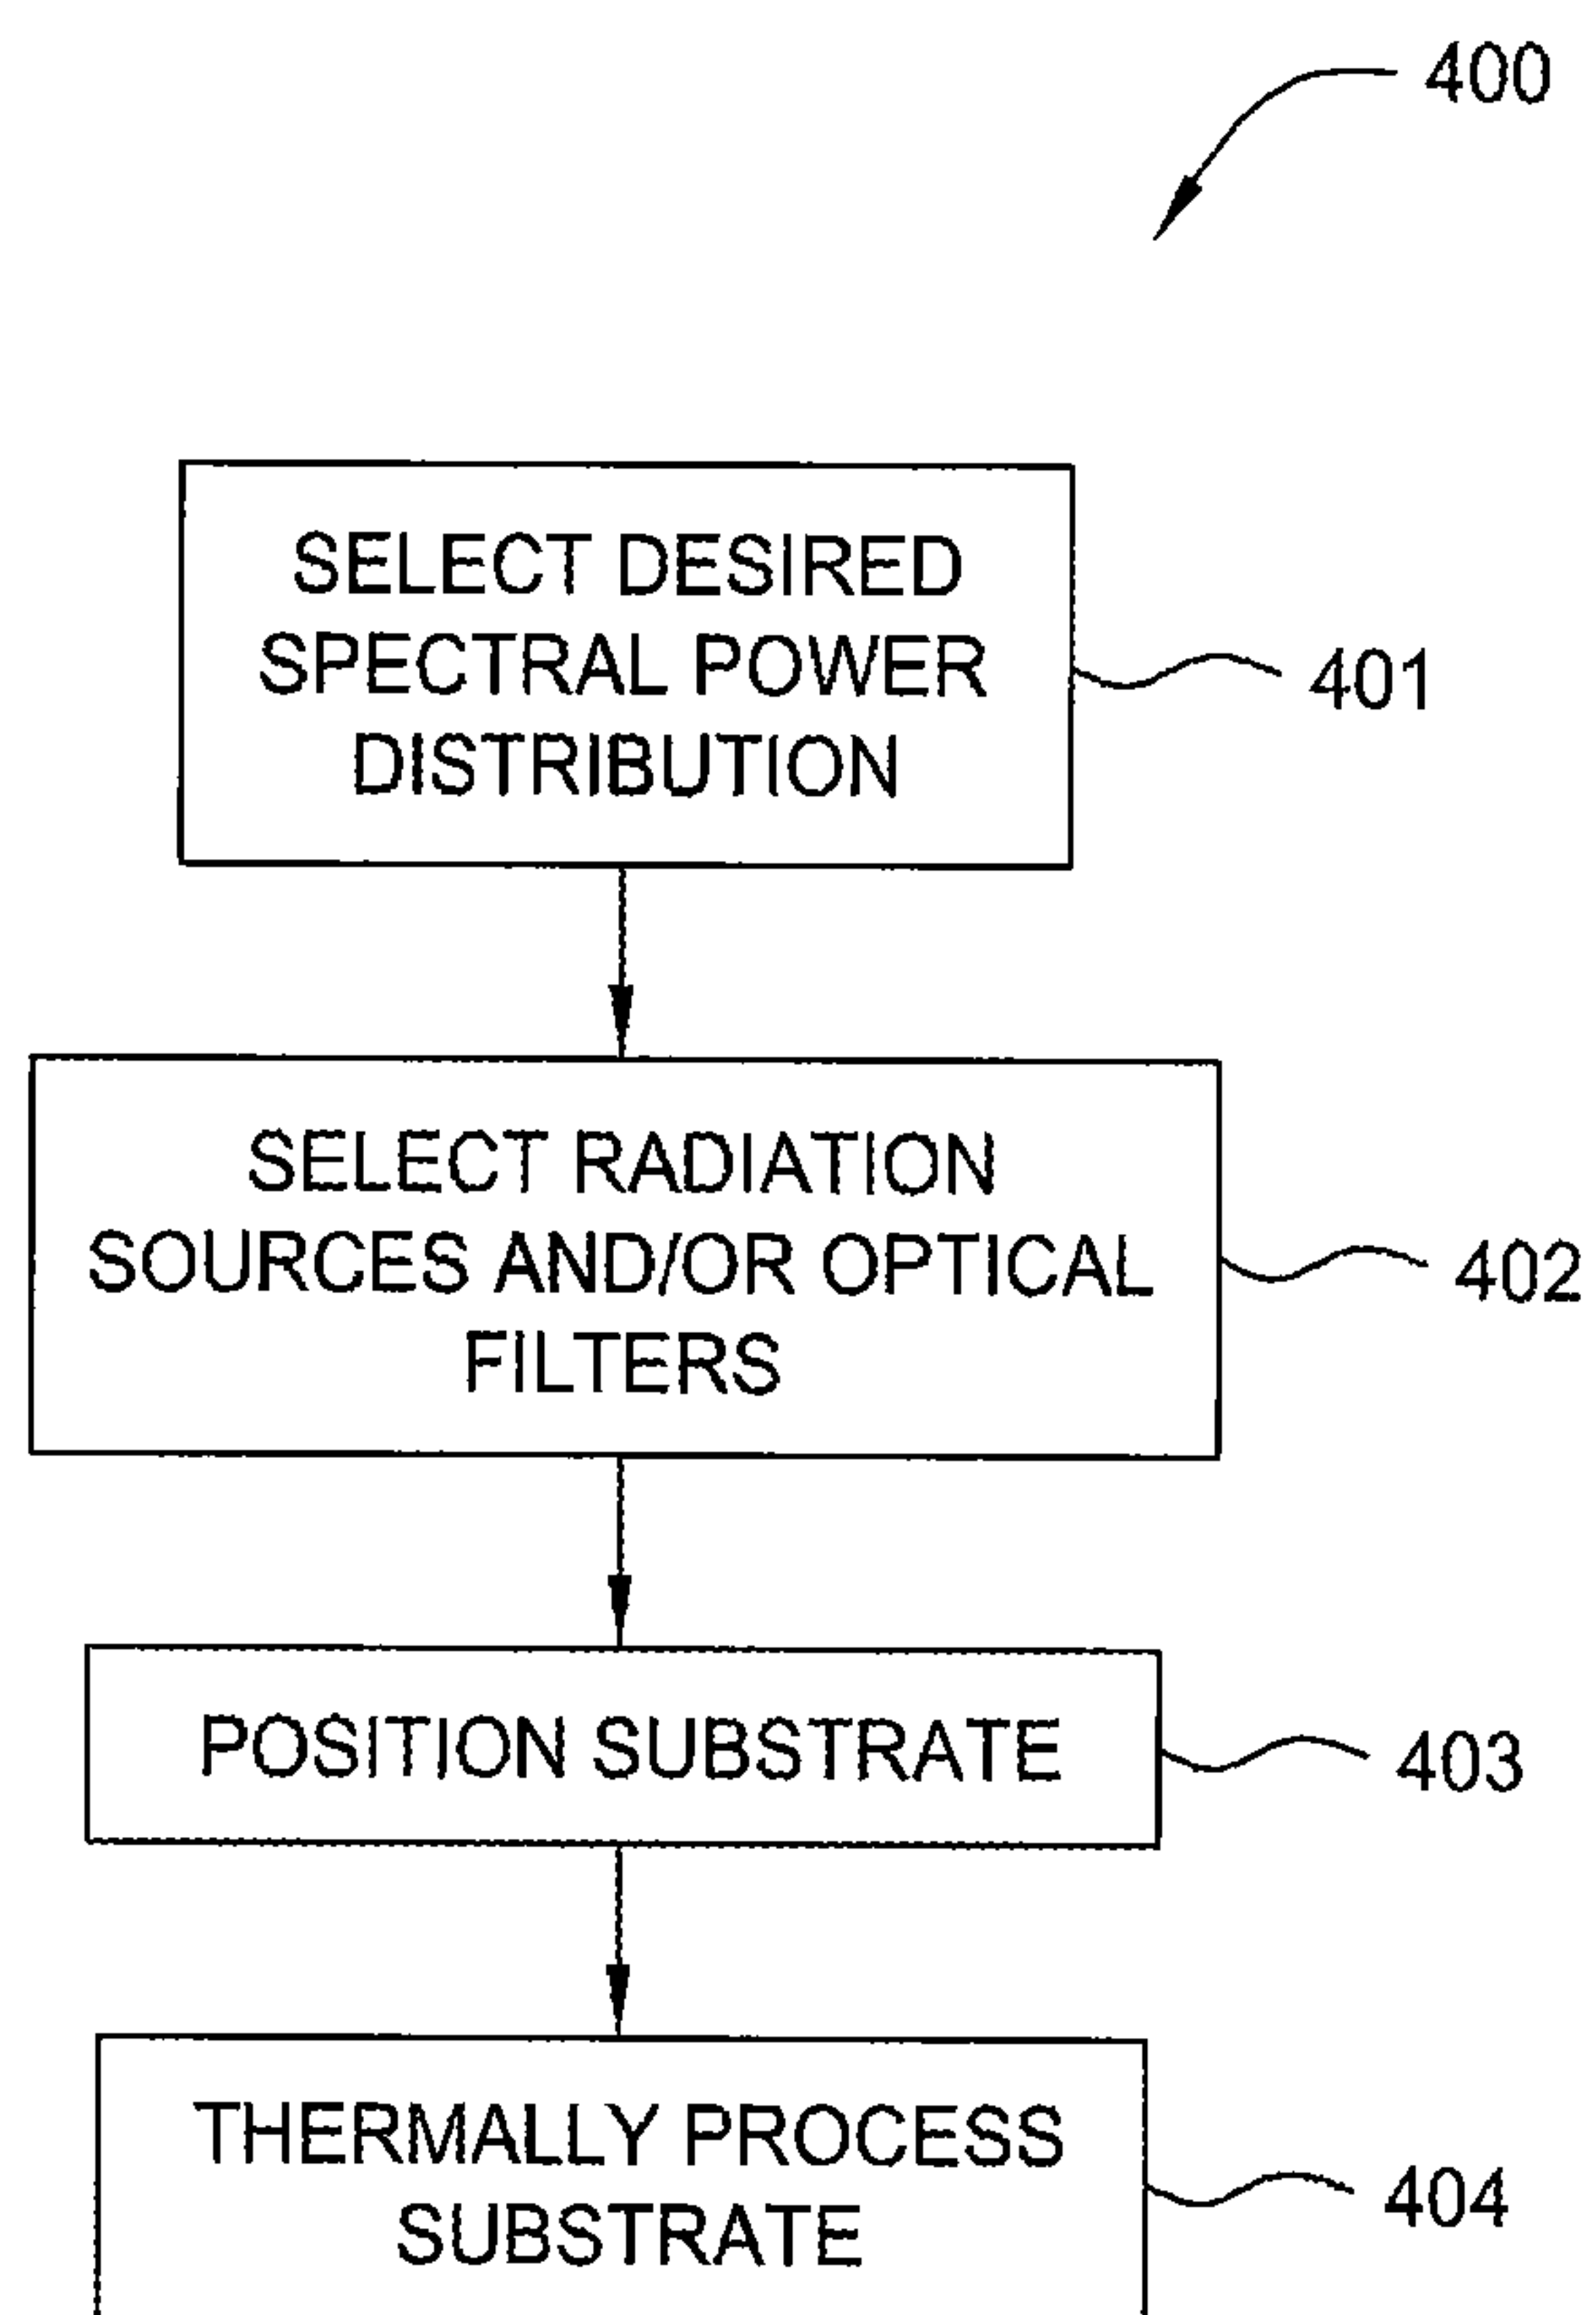 400
SELECT DESIRED
SPECTRAL POWER
DISTRIBUTION
401
SELECT RADIATION
SOURCES AND/OR OPTICAL
FILTERS
402
POSITION SUBSTRATE
403
THERMALLY PROCESS
SUBSTRATE
404